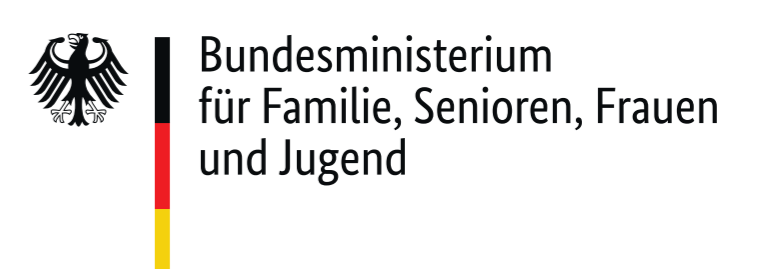 Bundesministerium
für Familie, Senioren, Frauen
und Jugend